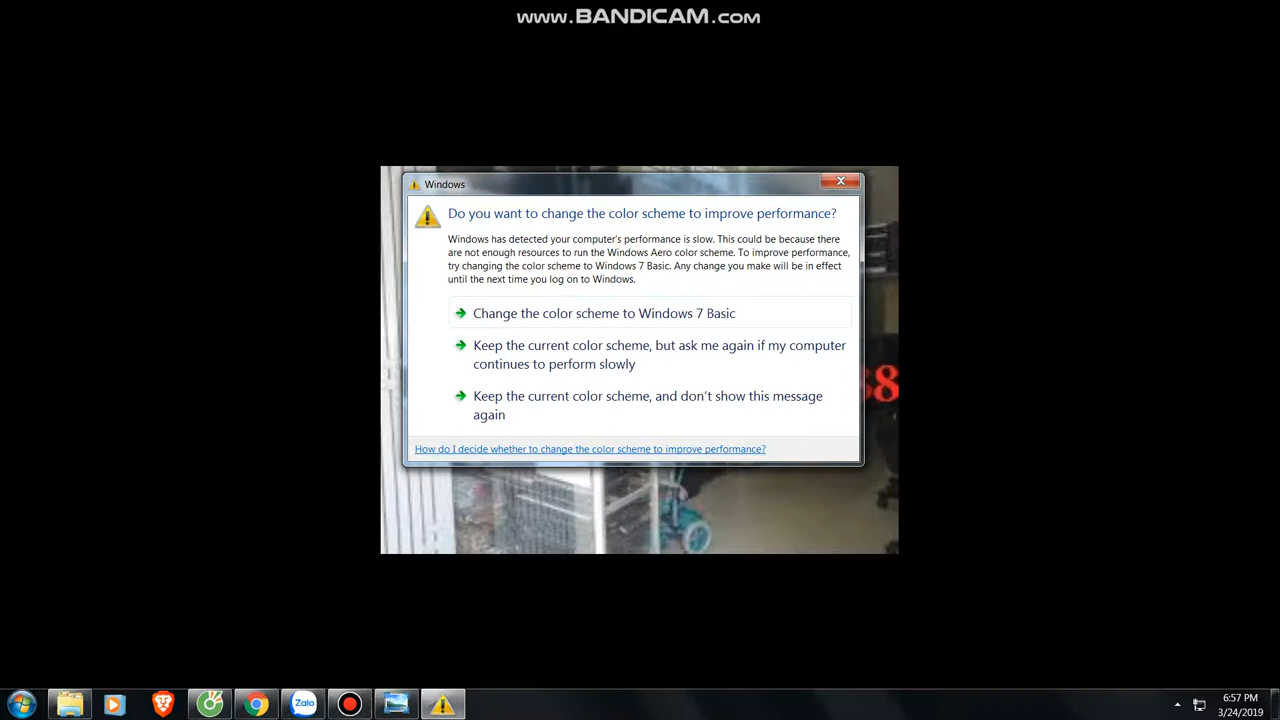 www.BANDICAM.com
Windows
Do you want to change the color scheme to improve performance?
Windows has detected your computer's performance is slow. This could be because there
are not enough resources to run the Windows Aero color scheme. To improve performance,
try changing the color scheme to Windows 7 Basic. Any change you make will be in effect
until the next time you log on to Windows.
Change the color scheme to Windows 7 Basic
Keep the current color scheme, but ask me again if my computer
continues to perform slowly
Keep the current color scheme, and don't show this message
again
How do I decide whether to change the color scheme to improve performance?
8
Zalo
6:57 PM
3/24/2019